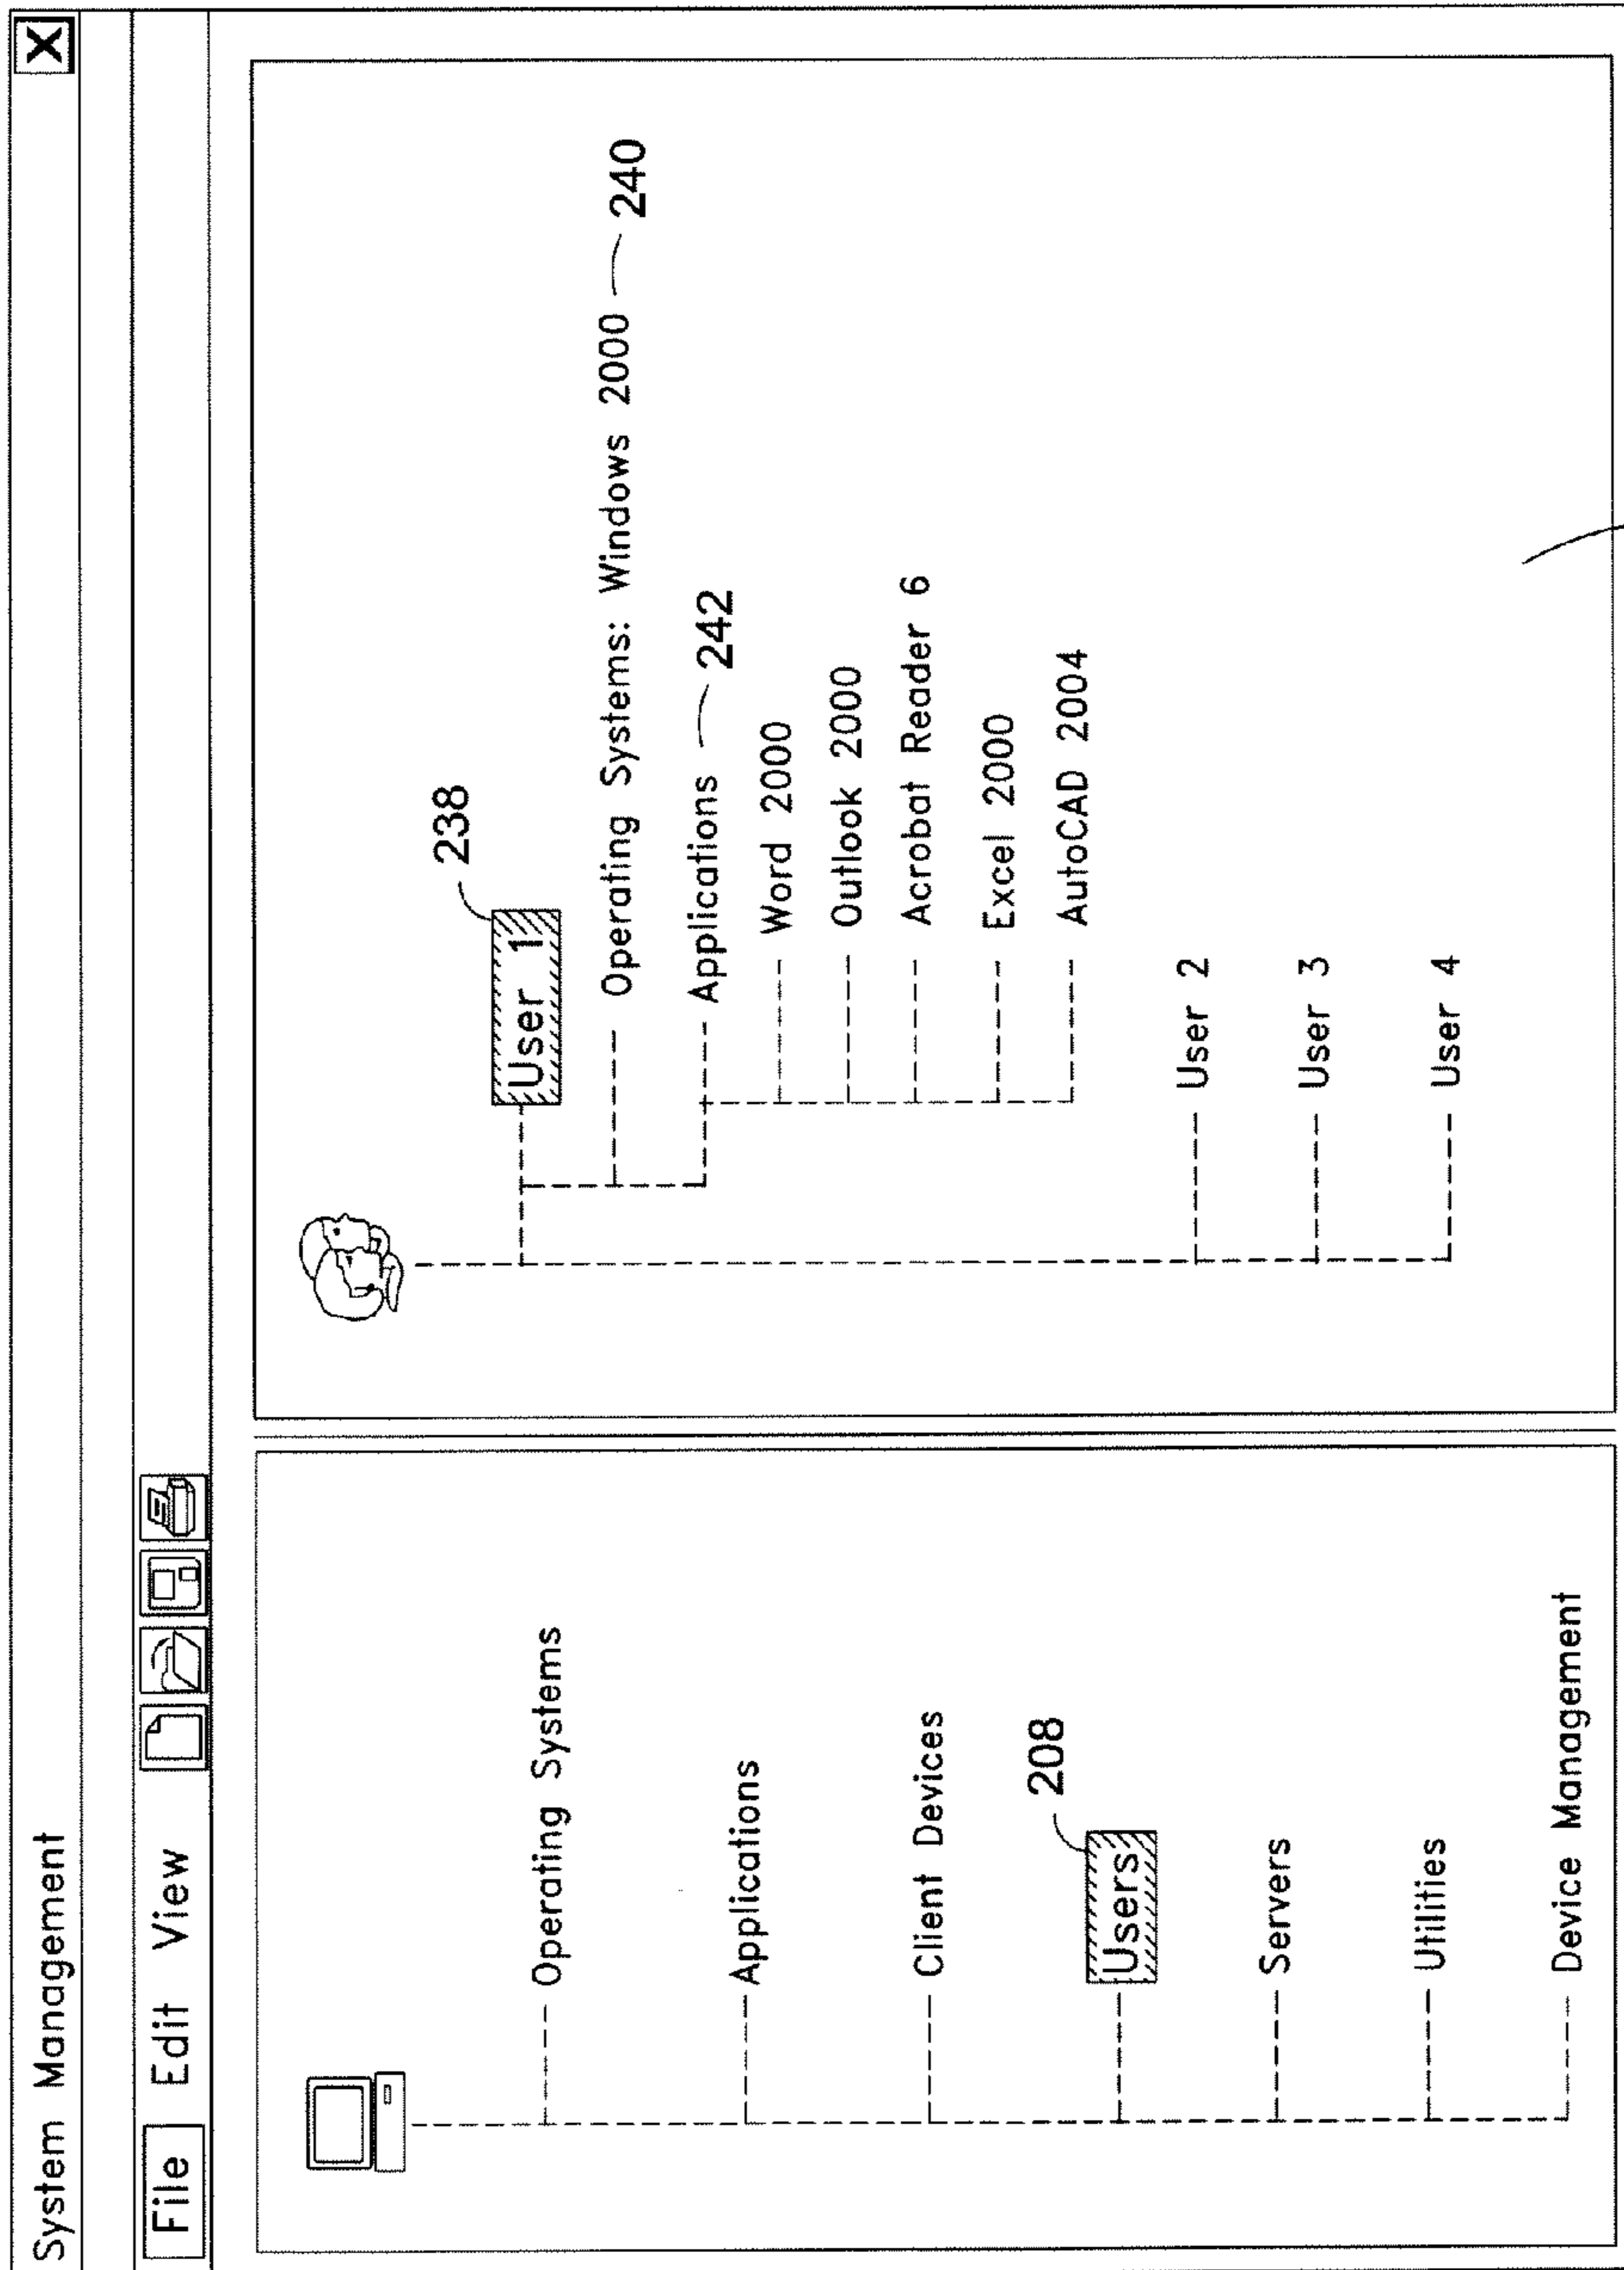 System Management
X
File Edit View
Operating Systems
Applications
Client Devices
Users
208
Servers
Utilities
Device Management
User 1
238
Operating Systems: Windows 2000
240
Applications
242
Word 2000
Outlook 2000
Acrobat Reader 6
Excel 2000
AutoCAD 2004
User 2
User 3
User 4